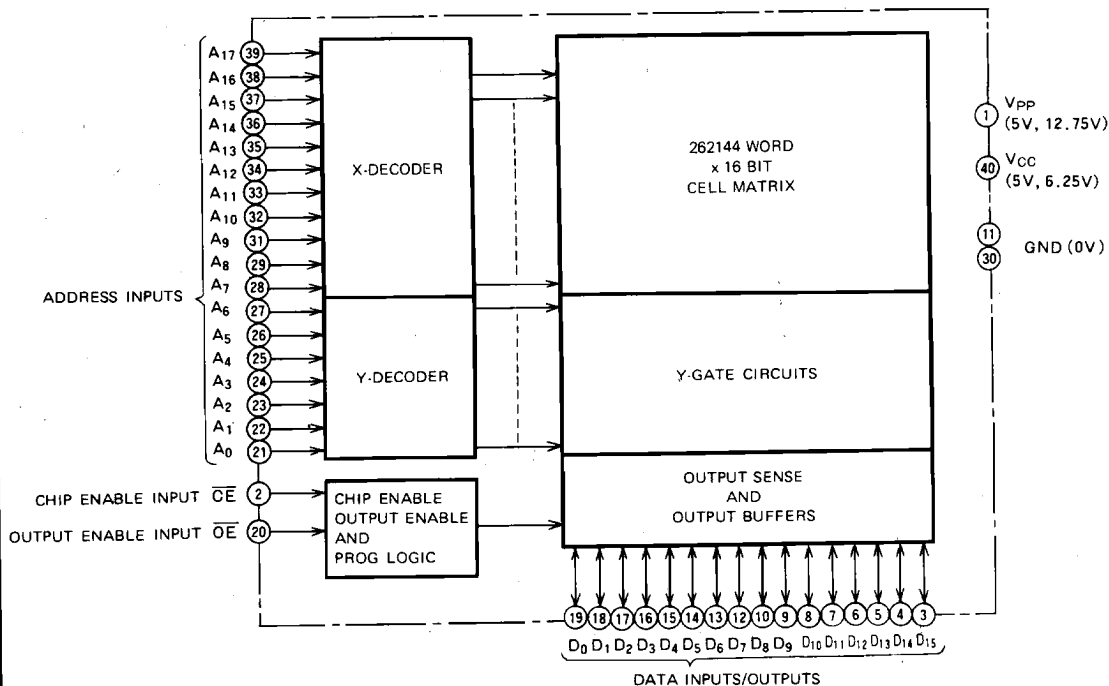 ADDRESS INPUTS
A17 39
A16 38
A15 37
A14 36
A13 35
A12 34
A11 33
A10 32
A9 31
A8 29
A7 28
A6 27
A5 26
A4 25
A3 24
A2 23
A1 22
A0 21
CHIP ENABLE INPUT C̅E̅ 2
OUTPUT ENABLE INPUT O̅E̅ 20
X-DECODER
Y-DECODER
CHIP ENABLE
OUTPUT ENABLE
AND
PROG LOGIC
262144 WORD
x 16 BIT
CELL MATRIX
Y-GATE CIRCUITS
OUTPUT SENSE
AND
OUTPUT BUFFERS
1 VPP
(5V, 12.75V)
40 VCC
(5V, 6.25V)
11
30
GND (0V)
19 18 17 16 15 14 13 12 10 9 8 7 6 5 4 3
D0 D1 D2 D3 D4 D5 D6 D7 D8 D9 D10 D11 D12 D13 D14 D15
DATA INPUTS/OUTPUTS